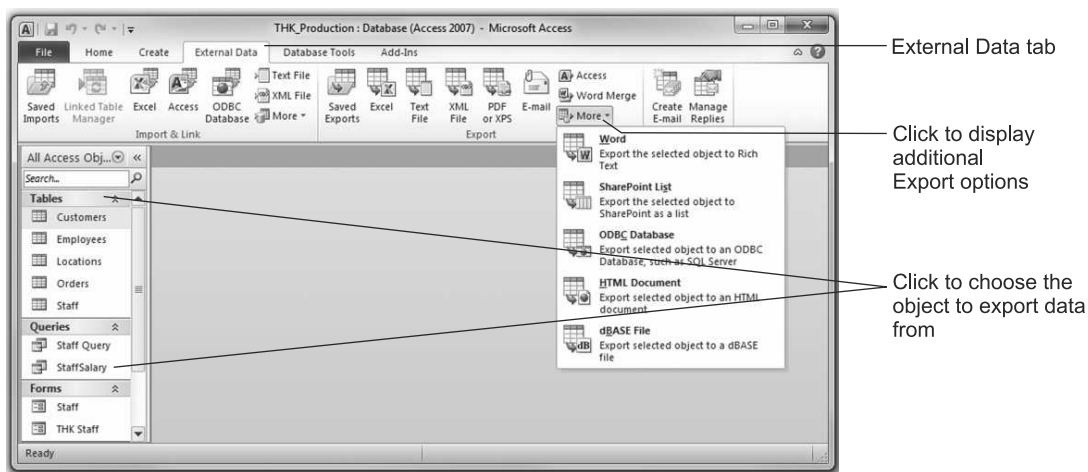 THK_Production : Database (Access 2007) - Microsoft Access
File Home Create External Data Database Tools Add-Ins
Saved Imports
Linked Table Manager
Excel
Access
ODBC Database
Text File
XML File
More
Import & Link
Saved Exports
Excel
Text File
XML File
PDF or XPS
E-mail
Access
Word Merge
More
Export
Create E-mail
Manage Replies
All Access Obj...
Search...
Tables
Customers
Employees
Locations
Orders
Staff
Queries
Staff Query
StaffSalary
Forms
Staff
THK Staff
Word
Export the selected object to Rich
Text
SharePoint List
Export the selected object to
SharePoint as a list
ODBC Database
Export selected object to an ODBC
Database, such as SQL Server
HTML Document
Export selected object to an HTML
document
dBASE File
Export selected object to a dBASE
file
Ready
External Data tab
Click to display
additional
Export options
Click to choose the
object to export data
from